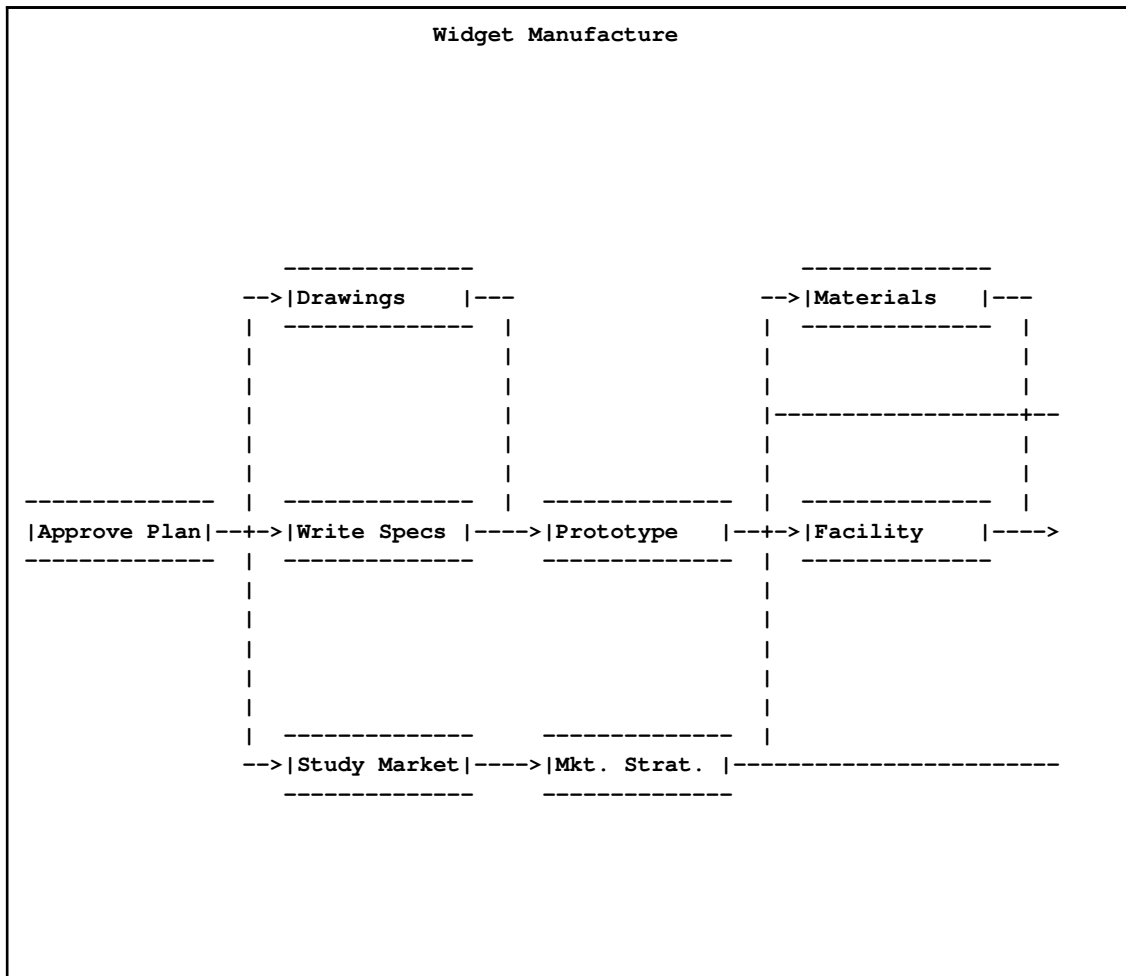 Widget Manufacture
Drawings
Materials
Approve Plan
Write Specs
Prototype
Facility
Study Market
Mkt. Strat.